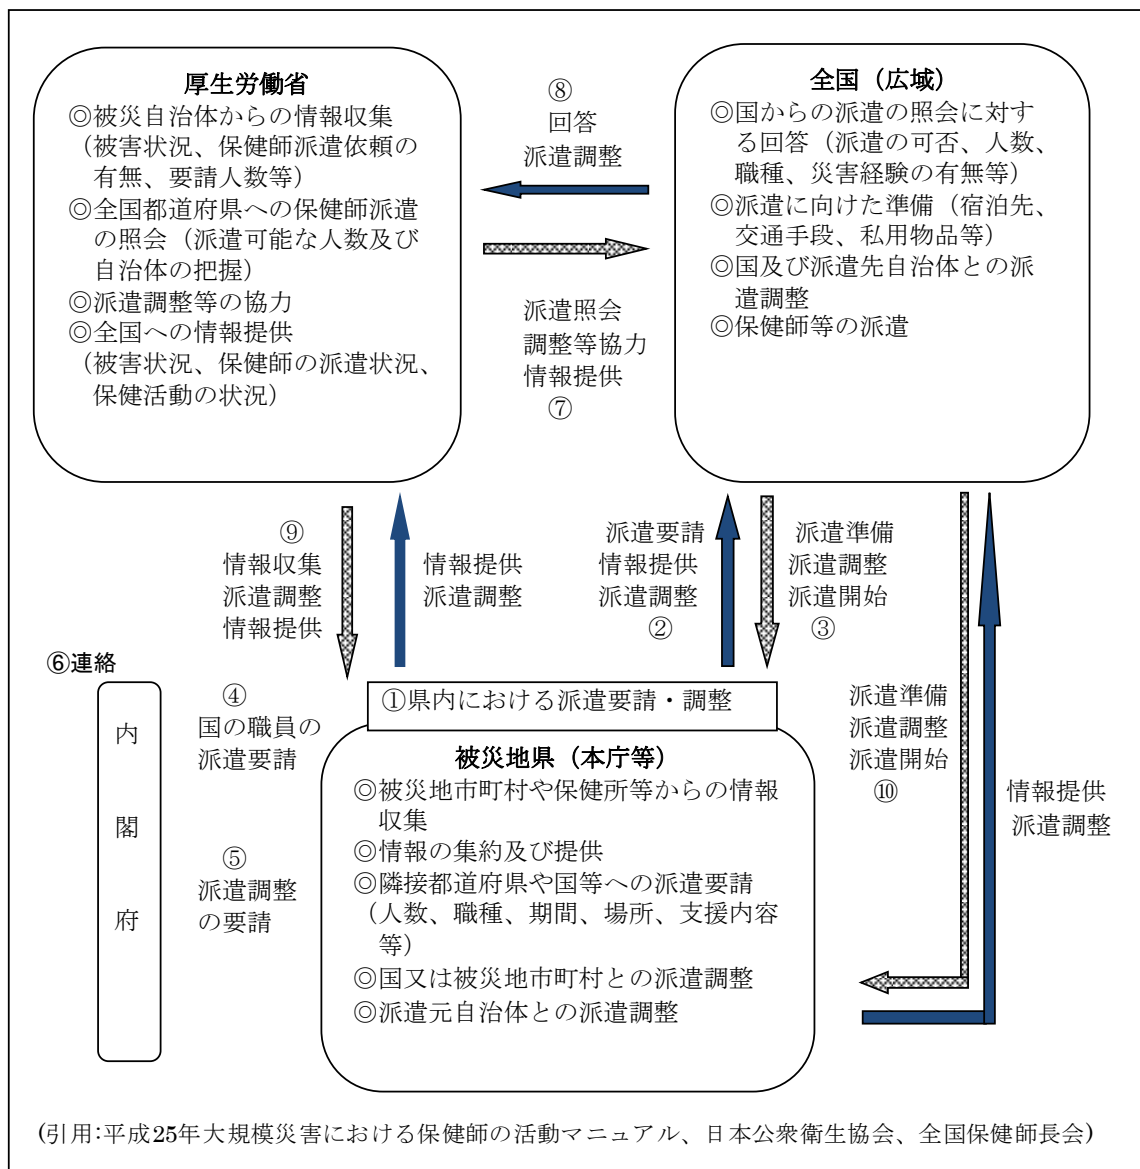 厚生労働省
◎被災自治体からの情報収集
（被害状況、保健師派遣依頼の
有無、要請人数等）
◎全国都道府県への保健師派遣
の照会（派遣可能な人数及び
自治体の把握）
◎派遣調整等の協力
◎全国への情報提供
（被害状況、保健師の派遣状況、
保健活動の状況）
⑧
回答
派遣調整
派遣照会
調整等協力
情報提供
⑦
全国（広域）
◎国からの派遣の照会に対す
る回答（派遣の可否、人数、
職種、災害経験の有無等）
◎派遣に向けた準備（宿泊先、
交通手段、私用物品等）
◎国及び派遣先自治体との派
遣調整
◎保健師等の派遣
⑨
情報収集
派遣調整
情報提供
情報提供
派遣調整
派遣要請
情報提供
派遣調整
②
派遣準備
派遣調整
派遣開始
③
⑥連絡
内
閣
府
④
国の職員の
派遣要請
⑤
派遣調整
の要請
①県内における派遣要請・調整
被災地県（本庁等）
◎被災地市町村や保健所等からの情報
収集
◎情報の集約及び提供
◎隣接都道府県や国等への派遣要請
（人数、職種、期間、場所、支援内容
等）
◎国又は被災地市町村との派遣調整
◎派遣元自治体との派遣調整
派遣準備
派遣調整
派遣開始
⑩
情報提供
派遣調整
(引用:平成25年大規模災害における保健師の活動マニュアル、日本公衆衛生協会、全国保健師長会)